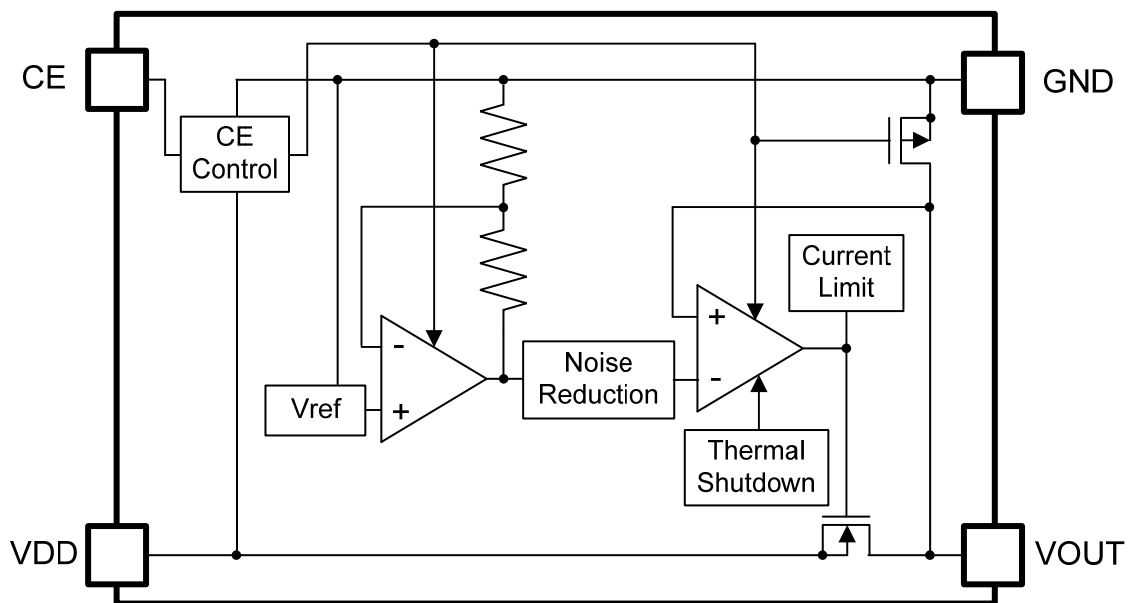 CE
GND
CE
Control
Current
Limit
+
-
Noise
Reduction
-
Vref
+
Thermal
Shutdown
VDD
VOUT